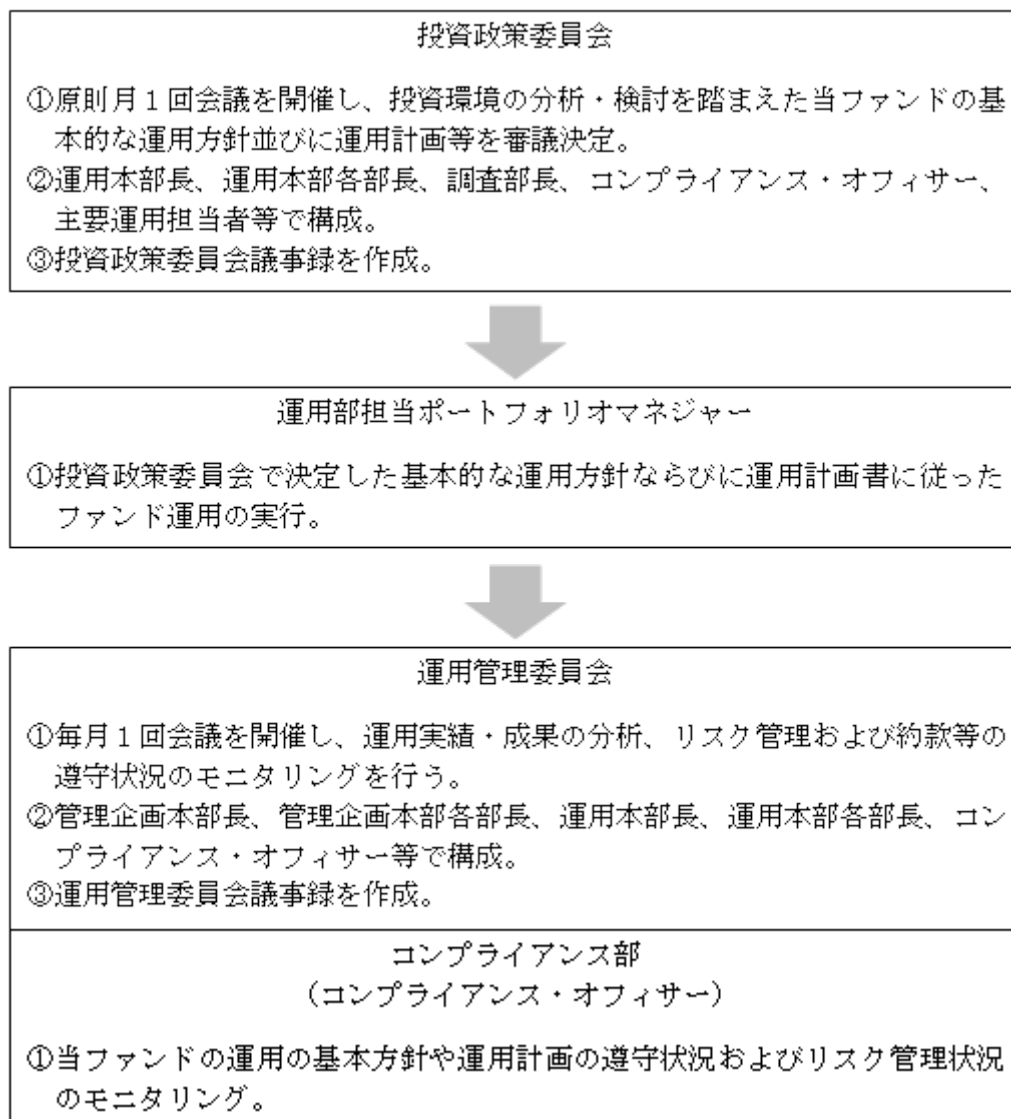 投資政策委員会
①原則月１回会議を開催し、投資環境の分析・検討を踏まえた当ファンドの基
本的な運用方針並びに運用計画等を審議決定。
②運用本部長、運用本部各部長、調査部長、コンプライアンス・オフィサー、
主要運用担当者等で構成。
③投資政策委員会議事録を作成。
運用部担当ポートフォリオマネジャー
①投資政策委員会で決定した基本的な運用方針ならびに運用計画書に従った
ファンド運用の実行。
運用管理委員会
①毎月１回会議を開催し、運用実績・成果の分析、リスク管理および約款等の
遵守状況のモニタリングを行う。
②管理企画本部長、管理企画本部各部長、運用本部長、運用本部各部長、コン
プライアンス・オフィサー等で構成。
③運用管理委員会議事録を作成。
コンプライアンス部
（コンプライアンス・オフィサー）
①当ファンドの運用の基本方針や運用計画の遵守状況およびリスク管理状況
のモニタリング。